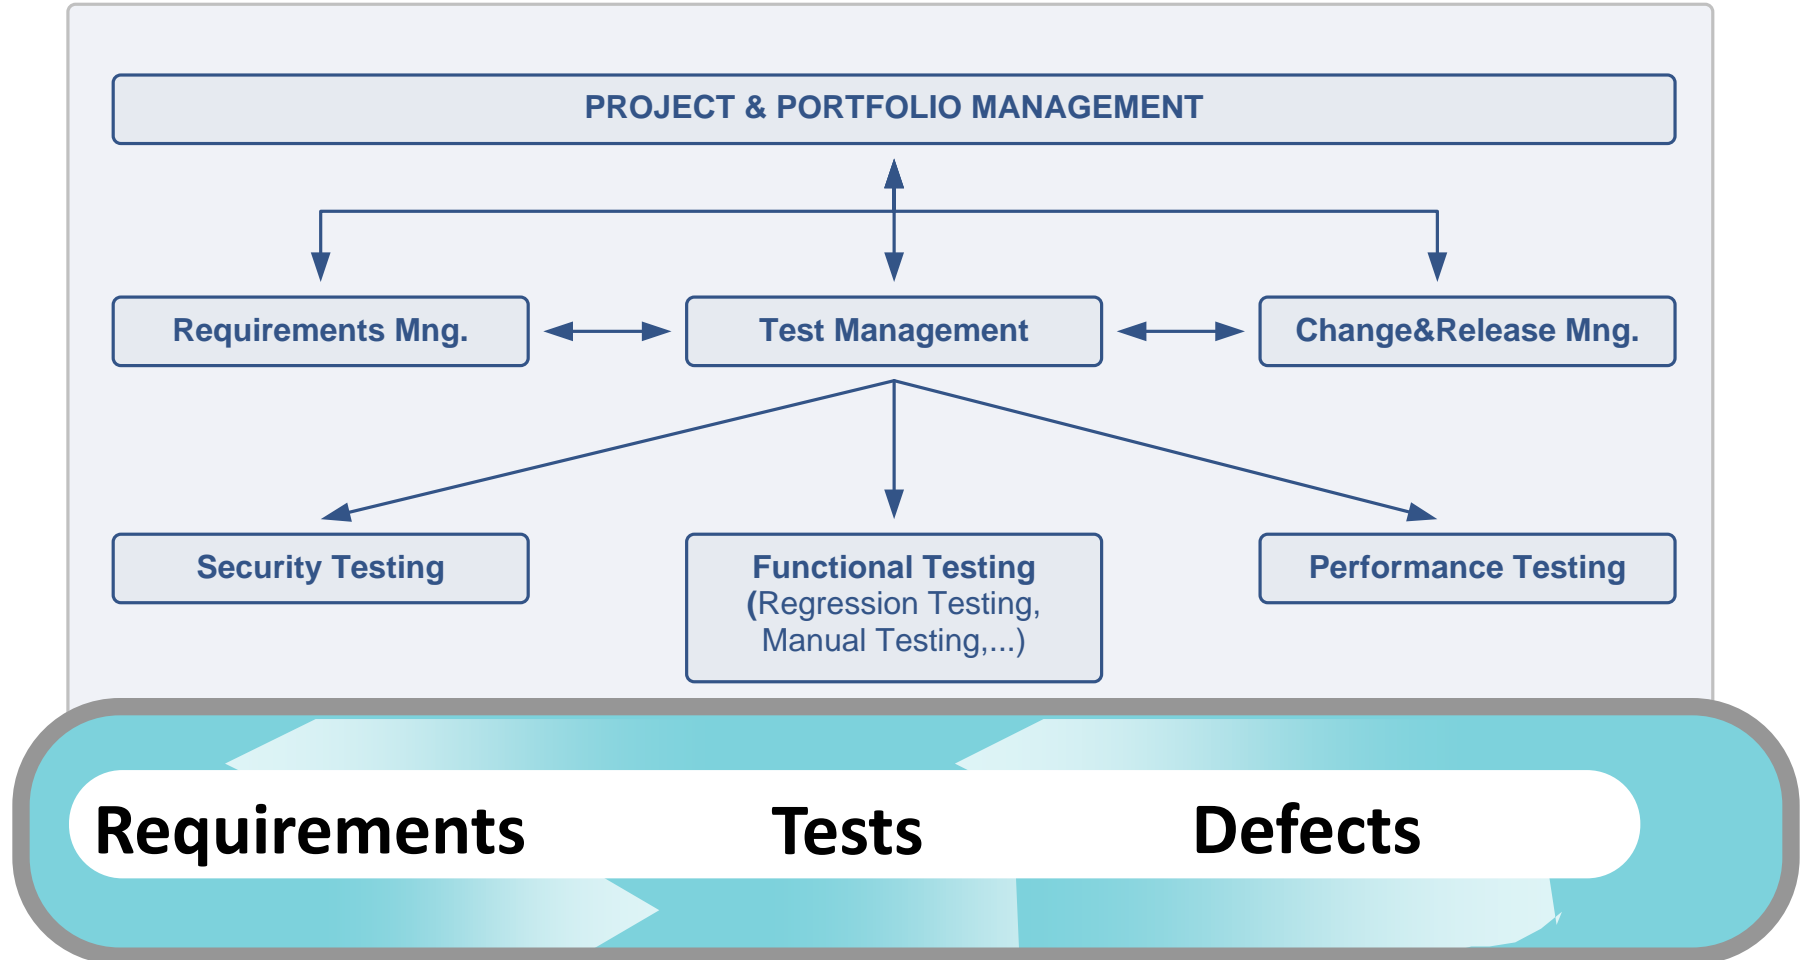 PROJECT & PORTFOLIO MANAGEMENT
Requirements Mng.
Test Management
Change&Release Mng.
Security Testing
Functional Testing
(Regression Testing,
Manual Testing,...)
Performance Testing
Requirements
Tests
Defects